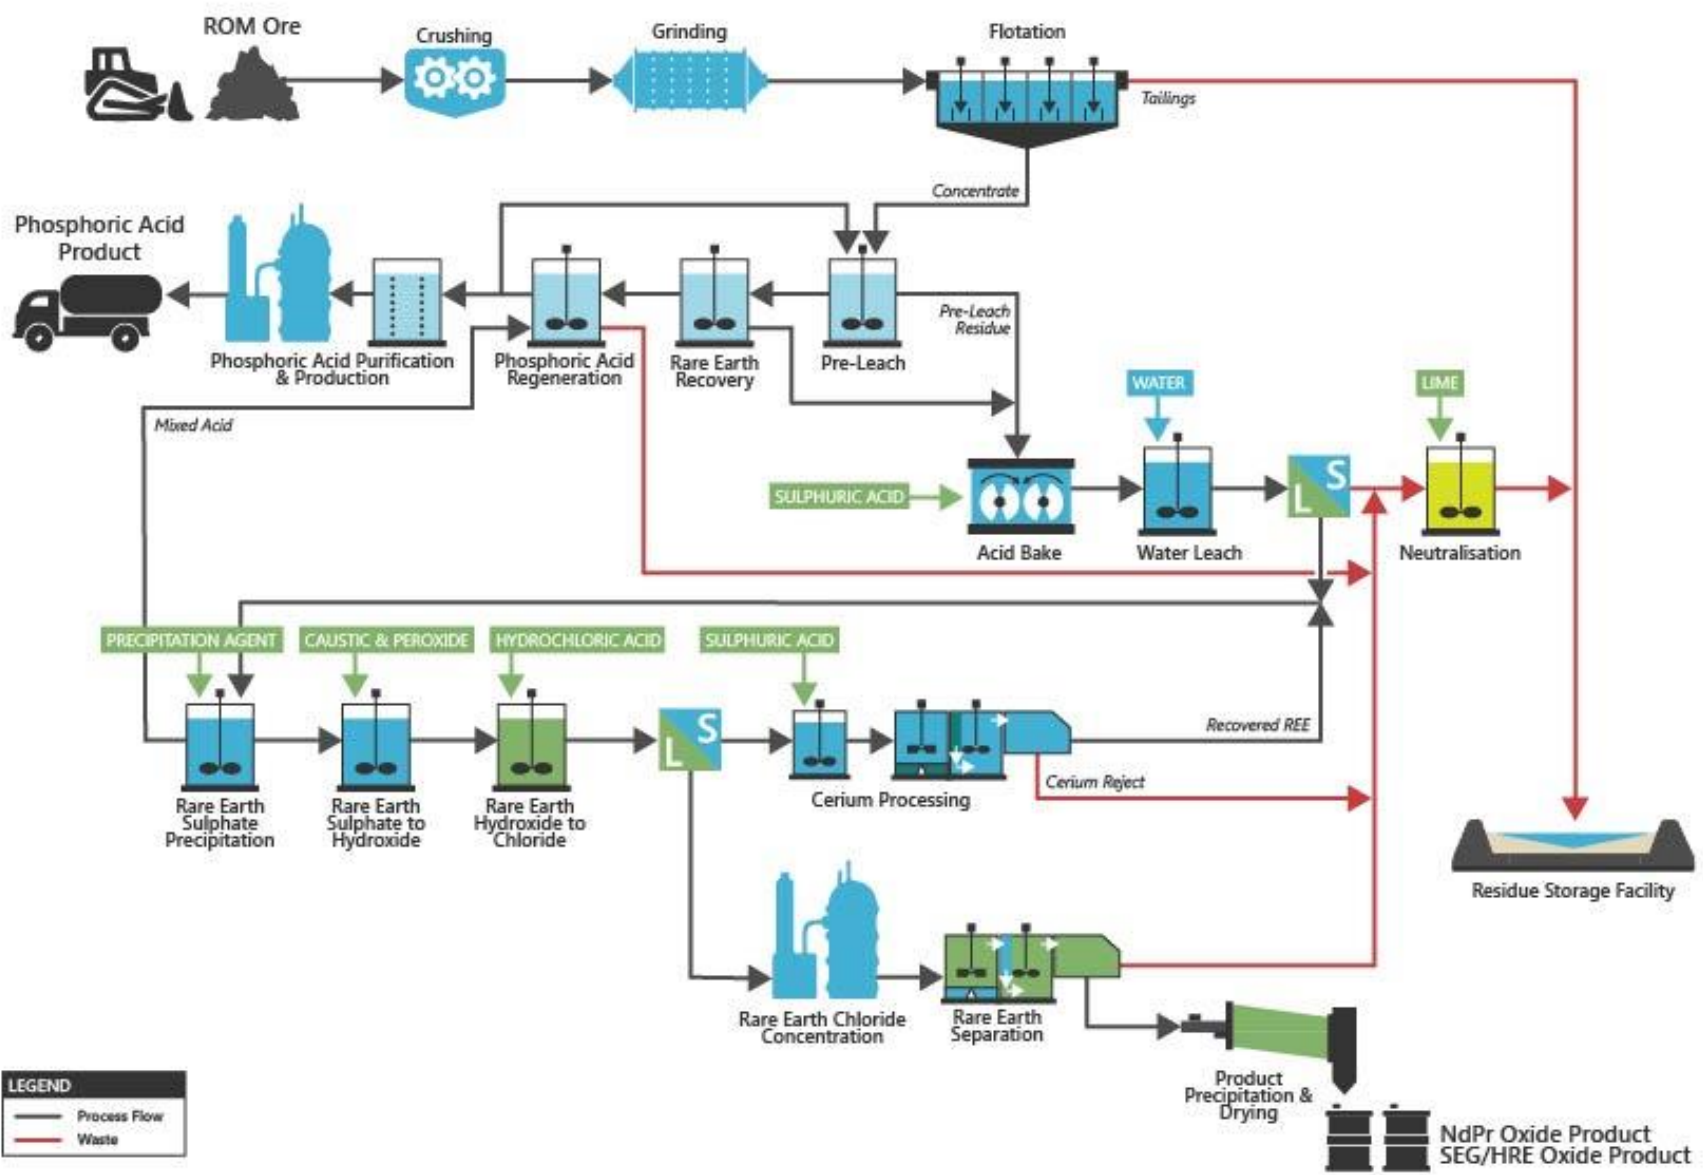 ROM Ore
Crushing
Grinding
Flotation
Tailings
Concentrate
Phosphoric Acid
Product
Phosphoric Acid Purification
& Production
Phosphoric Acid
Regeneration
Rare Earth
Recovery
Pre-Leach
Pre-Leach
Residue
Mixed Acid
WATER
LIME
SULPHURIC ACID
S
L
Acid Bake
Water Leach
Neutralisation
PRECIPITATION AGENT
CAUSTIC & PEROXIDE
HYDROCHLORIC ACID
SULPHURIC ACID
S
L
Recovered REE
Cerium Reject
Rare Earth
Sulphate
Precipitation
Rare Earth
Sulphate to
Hydroxide
Rare Earth
Hydroxide to
Chloride
Cerium Processing
Residue Storage Facility
Rare Earth Chloride
Concentration
Rare Earth
Separation
Product
Precipitation &
Drying
LEGEND
Process Flow
Waste
NdPr Oxide Product
SEG/HRE Oxide Product